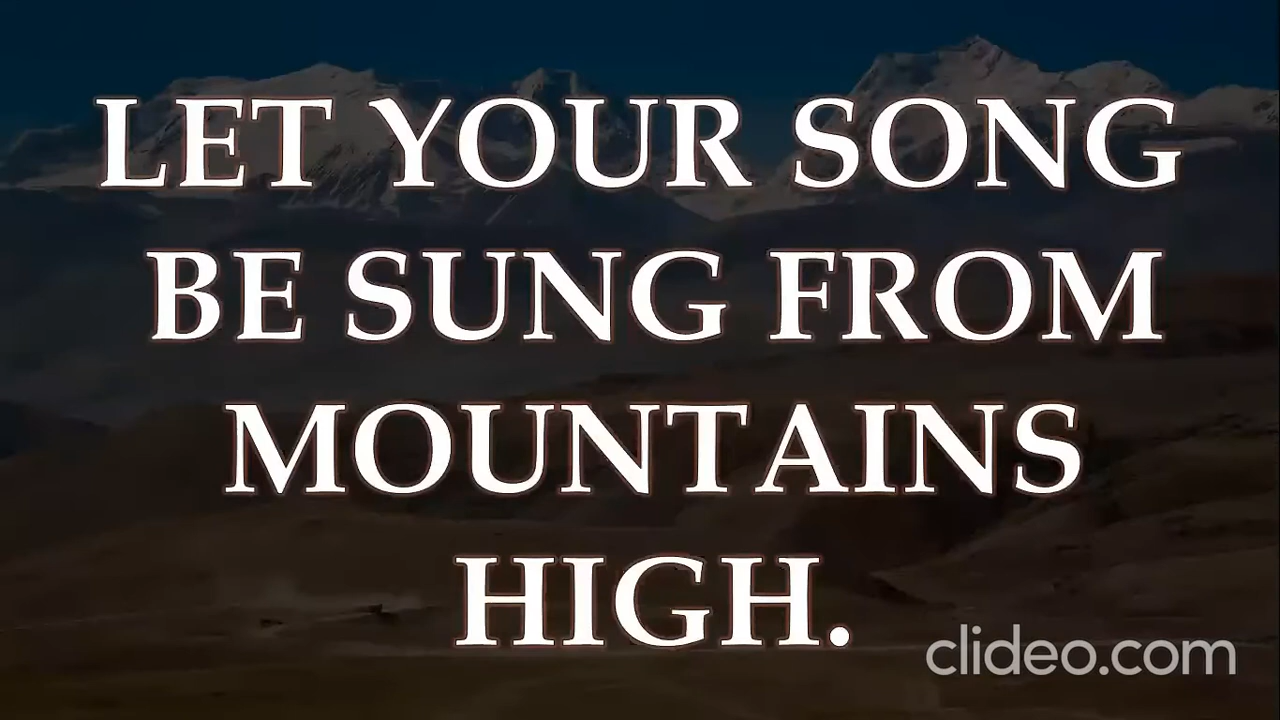 LET YOUR SONG
BE SUNG FROM
MOUNTAINS
HIGH.
clideo.com